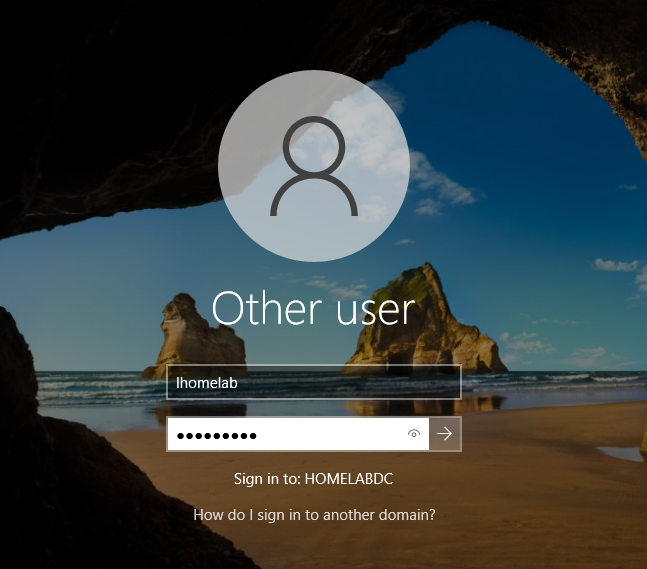 Other user
lhomelab
●●●●●●●●●
Sign in to: HOMELABDC
How do I sign in to another domain?